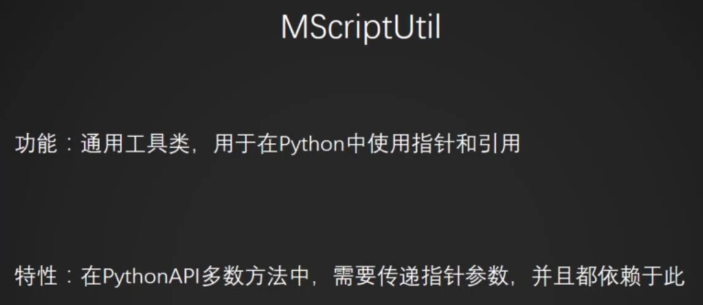 MScriptUtil
功能：通用工具类，用于在Python中使用指针和引用
特性：在PythonAPI多数方法中，需要传递指针参数，并且都依赖于此